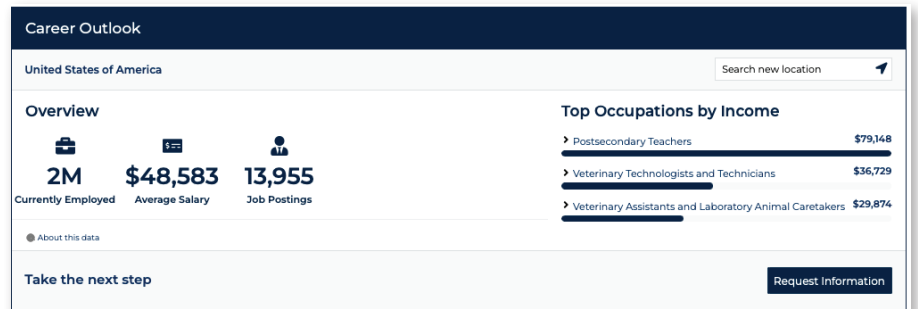 Career Outlook
United States of America
Search new location
Overview
2M
Currently Employed
$48,583
Average Salary
13,955
Job Postings
About this data
Top Occupations by Income
Postsecondary Teachers $79,148
Veterinary Technologists and Technicians $36,729
Veterinary Assistants and Laboratory Animal Caretakers $29,874
Take the next step
Request Information